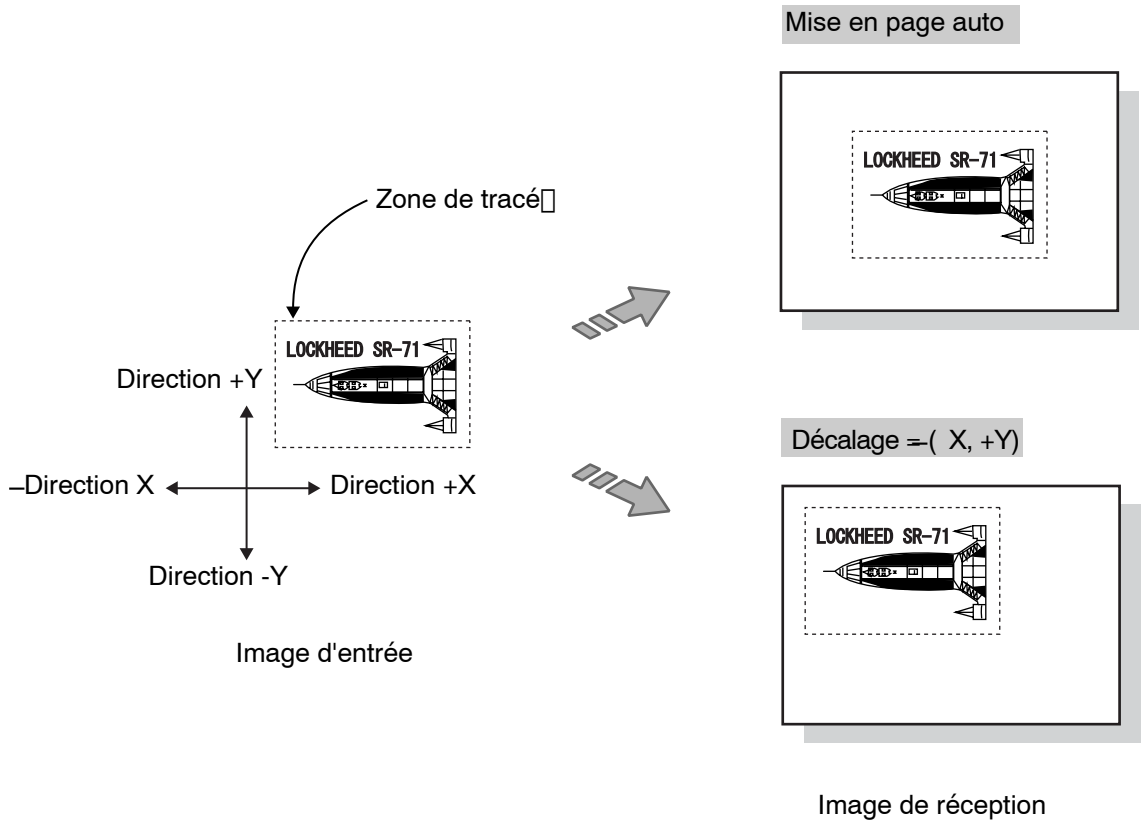 Mise en page auto
LOCKHEED SR-71
Zone de tracé
LOCKHEED SR-71
Direction +Y
Décalage =–( X, +Y)
–Direction X
Direction +X
LOCKHEED SR-71
Direction -Y
Image d'entrée
Image de réception